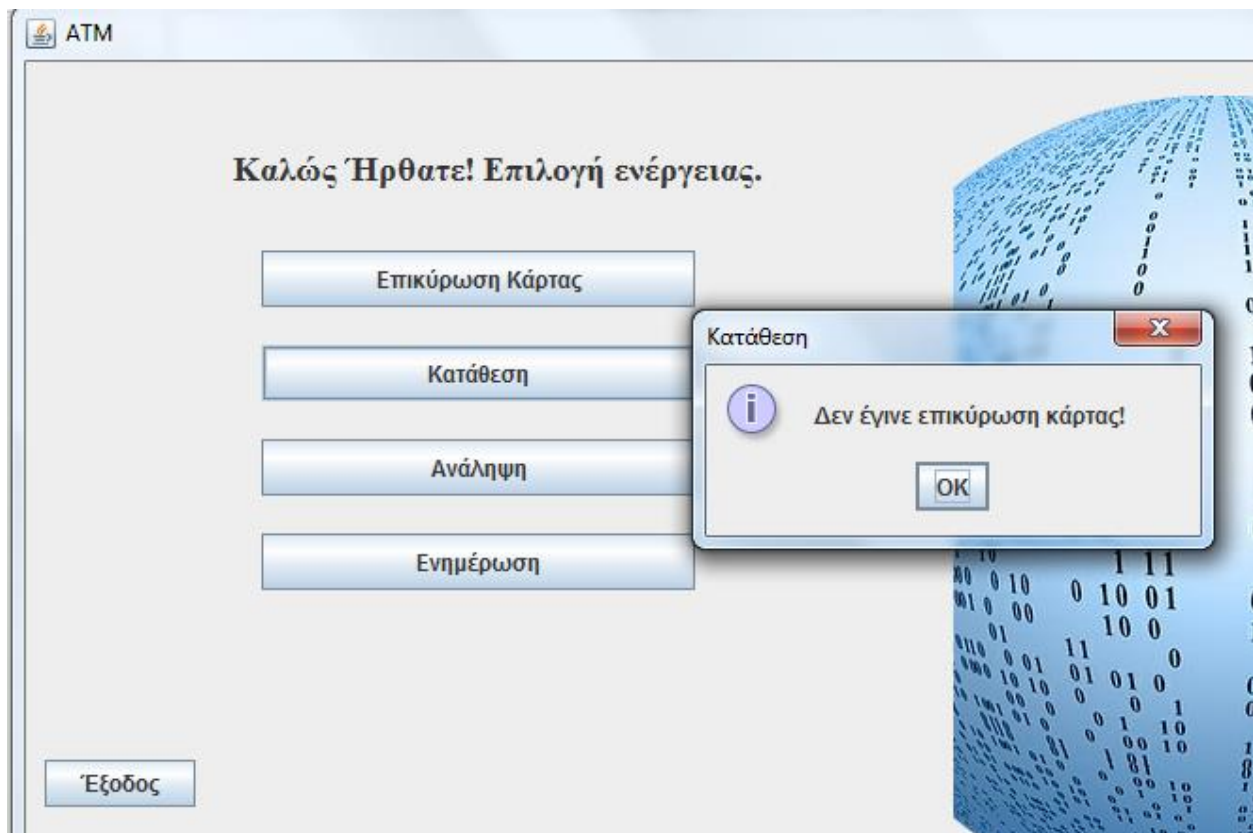 ATM
Καλώς Ήρθατε! Επιλογή ενέργειας.
Επικύρωση Κάρτας
Κατάθεση
Ανάληψη
Ενημέρωση
Έξοδος
Κατάθεση
Δεν έγινε επικύρωση κάρτας!
OK